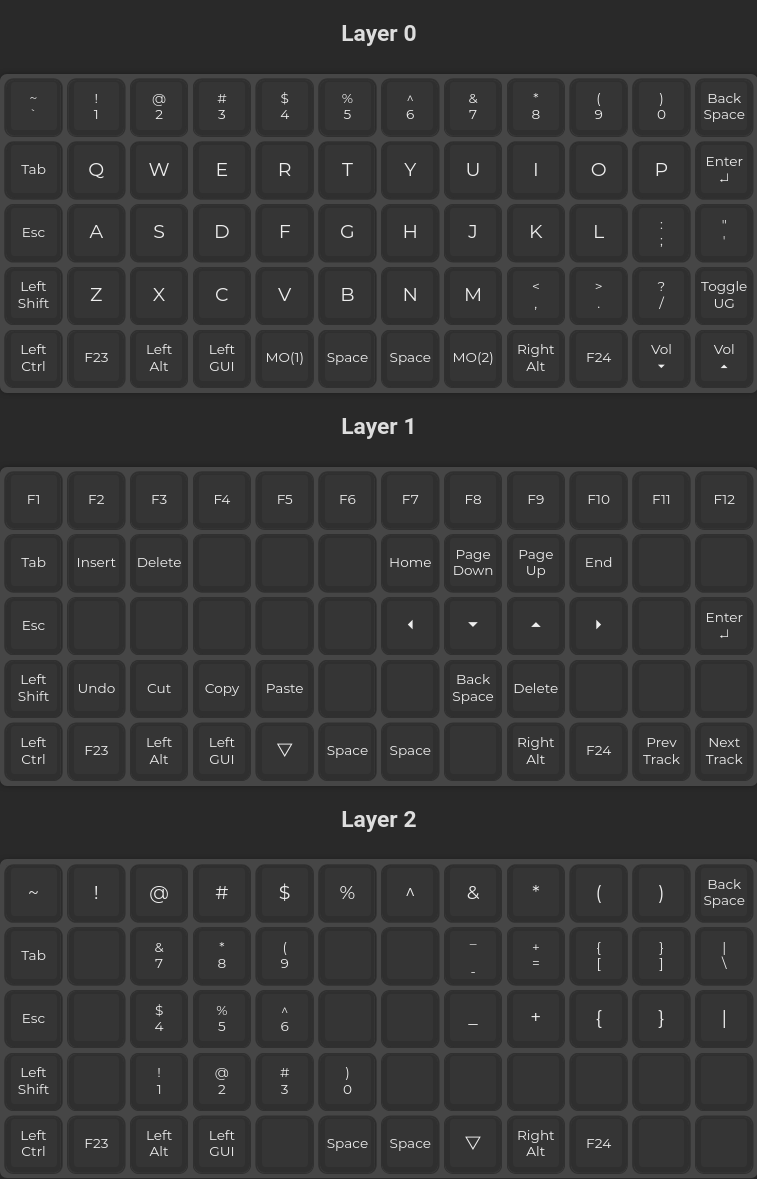 Layer 0
~ ! @ # $ % ^ & * ( ) Back
` 1 2 3 4 5 6 7 8 9 0 Space
Tab Q W E R T Y U I O P Enter
↵
Esc A S D F G H J K L : "
; '
Left Z X C V B N M < > ? Toggle
Shift , . / UG
Left F23 Left Left MO(1) Space Space MO(2) Right F24 Vol Vol
Ctrl Alt GUI Alt ▾ ▴
Layer 1
F1 F2 F3 F4 F5 F6 F7 F8 F9 F10 F11 F12
Tab Insert Delete Home Page Page End
Down Up
Esc ◂ ▾ ▴ ▸ Enter
↵
Left Undo Cut Copy Paste Back Delete
Shift Space
Left F23 Left Left ▽ Space Space Right F24 Prev Next
Ctrl Alt GUI Alt Track Track
Layer 2
~ ! @ # $ % ^ & * ( ) Back
Space
Tab & * ( _ + { } |
7 8 9 - = [ ] \
Esc $ % ^ _ + { } |
4 5 6
Left ! @ # )
Shift 1 2 3 0
Left F23 Left Left Space Space ▽ Right F24
Ctrl Alt GUI Alt